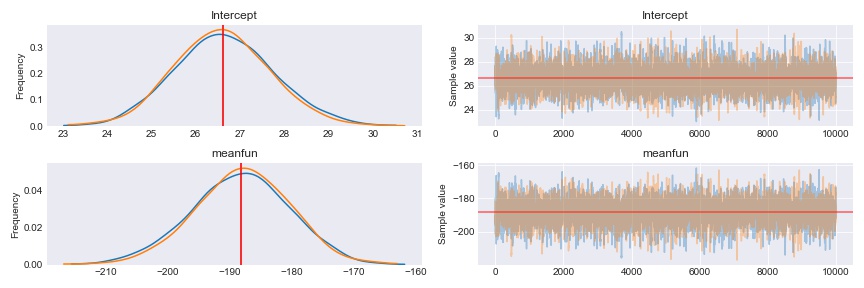 Intercept
Frequency
0.3
0.2
0.1
0.0
23 24 25 26 27 28 29 30 31
Intercept
Sample value
30
28
26
24
0 2000 4000 6000 8000 10000
meanfun
Frequency
0.04
0.02
0.00
−210 −200 −190 −180 −170 −160
meanfun
Sample value
−160
−180
−200
0 2000 4000 6000 8000 10000